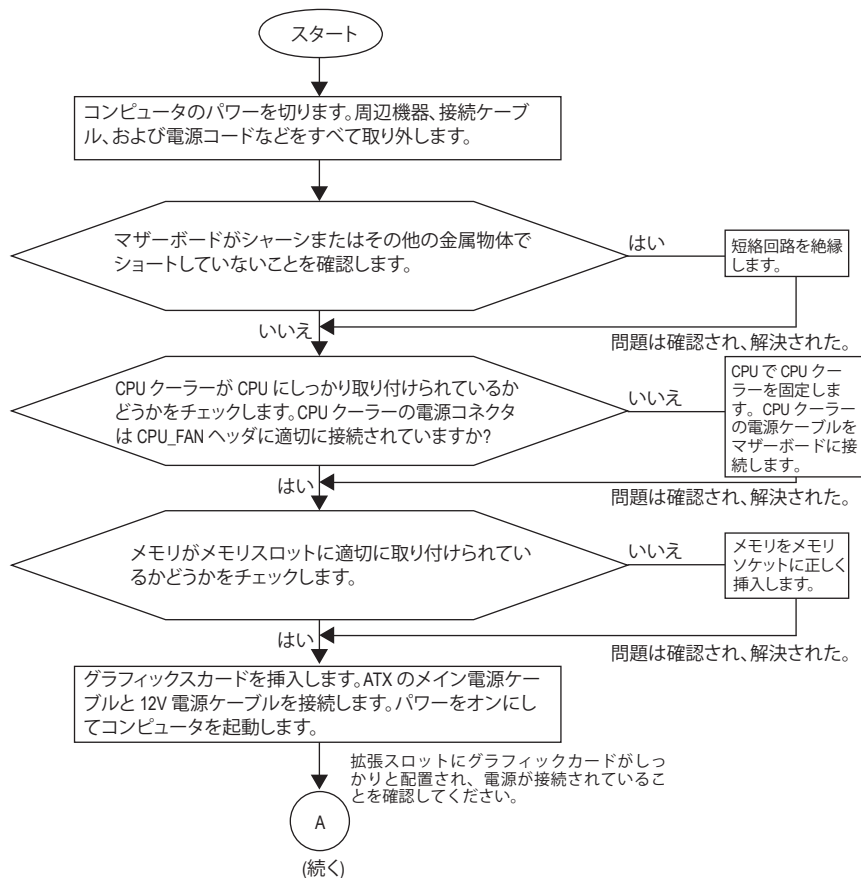 スタート
コンピュータのパワーを切ります。周辺機器、接続ケーブ
ル、および電源コードなどをすべて取り外します。
マザーボードがシャーシまたはその他の金属物体で
ショートしていないことを確認します。
はい
短絡回路を絶縁
します。
いいえ
問題は確認され、解決された。
CPU クーラーが CPU にしっかり取り付けられているか
どうかをチェックします。CPU クーラーの電源コネクタ
は CPU_FAN ヘッダに適切に接続されていますか?
いいえ
CPU で CPU クー
ラーを固定しま
す。CPU クーラー
の電源ケーブルを
マザーボードに接
続します。
はい
問題は確認され、解決された。
メモリがメモリスロットに適切に取り付けられてい
るかどうかをチェックします。
いいえ
メモリをメモリ
ソケットに正しく
挿入します。
はい
問題は確認され、解決された。
グラフィックスカードを挿入します。ATX のメイン電源ケー
ブルと 12V 電源ケーブルを接続します。パワーをオンにし
てコンピュータを起動します。
拡張スロットにグラフィックカードがしっ
かりと配置され、電源が接続されているこ
とを確認してください。
A
(続く)